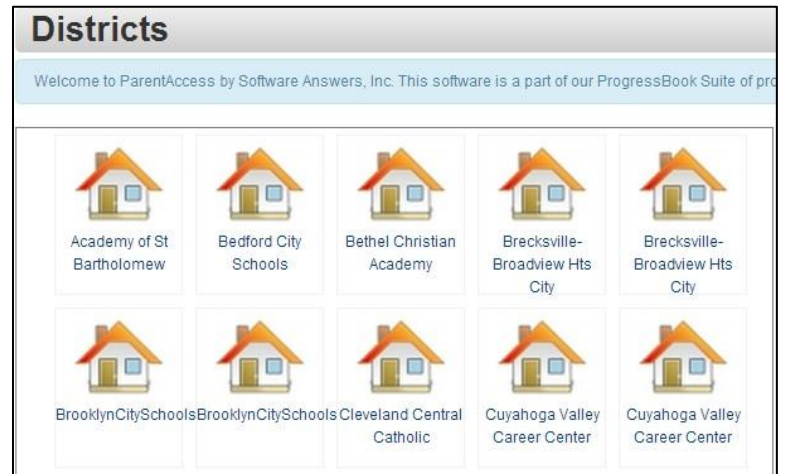 Districts
Welcome to ParentAccess by Software Answers, Inc. This software is a part of our ProgressBook Suite of
Academy of St
Bartholomew
Bedford City
Schools
Bethel Christian
Academy
Brecksville-
Broadview Hts
City
Brecksville-
Broadview Hts
City
BrooklynCitySchools
BrooklynCitySchools
Cleveland Central
Catholic
Cuyahoga Valley
Career Center
Cuyahoga Valley
Career Center